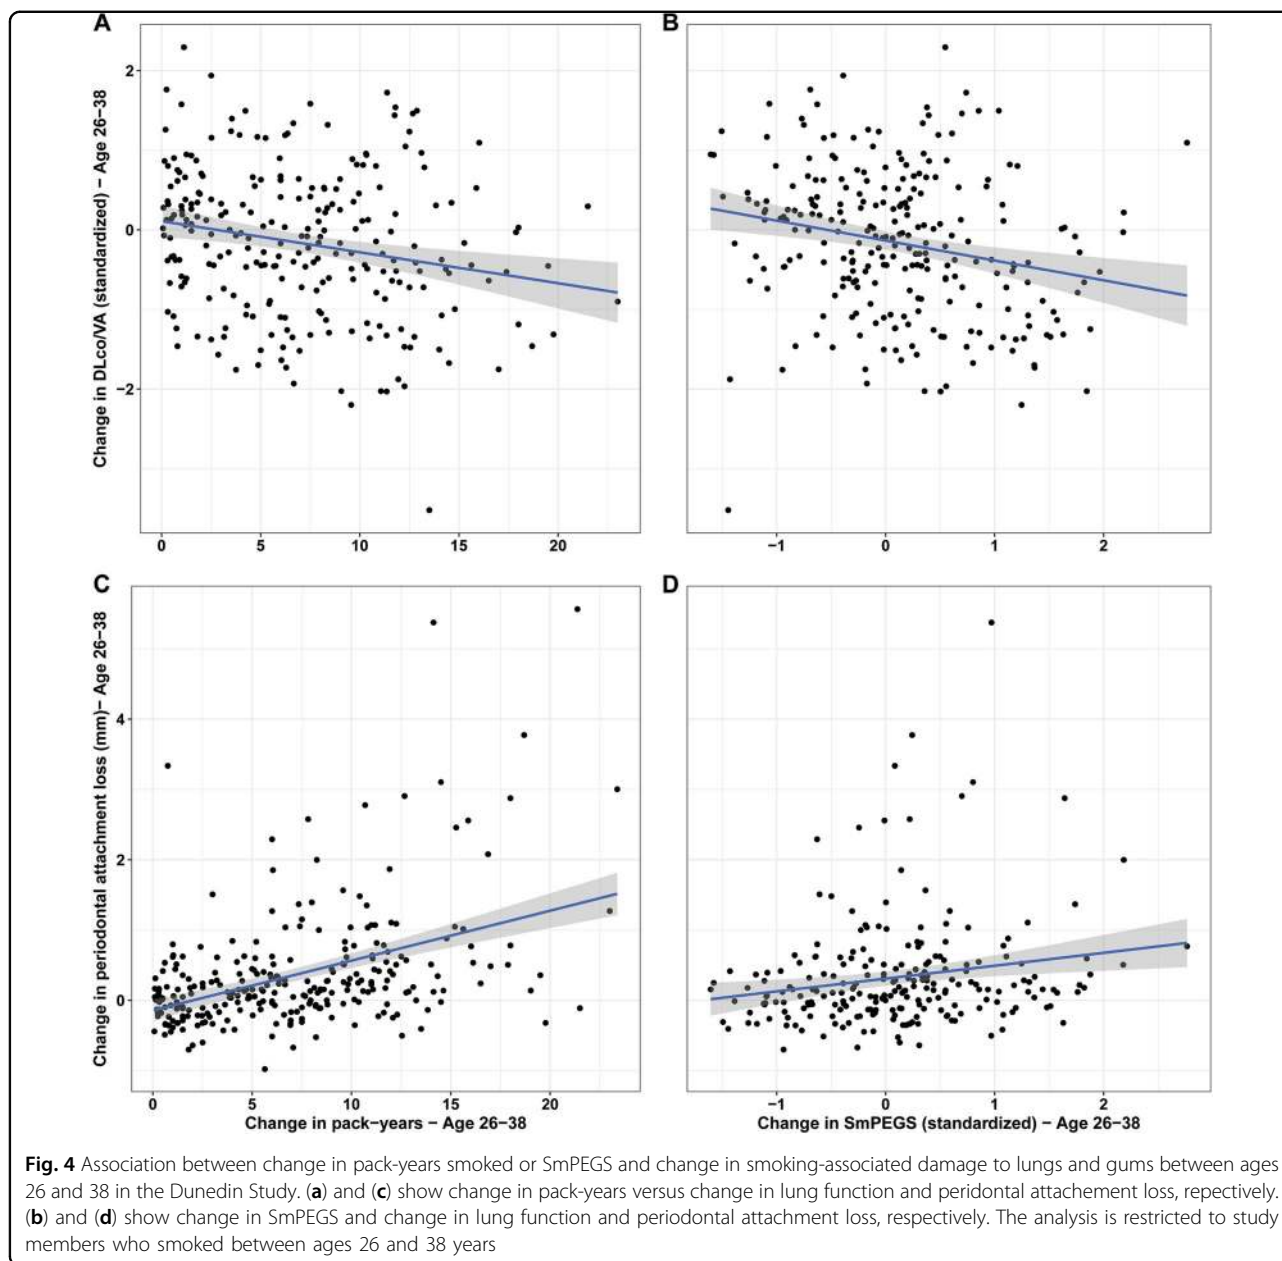 A
B
Change in DLco/VA (standardized) – Age 26–38
2
0
−2
0 5 10 15 20
−1 0 1 2
C
D
Change in periodontal attachment loss (mm)– Age 26–38
4
2
0
0 5 10 15 20
−1 0 1 2
Change in pack–years – Age 26–38
Change in SmPEGS (standardized) – Age 26–38
Fig. 4 Association between change in pack-years smoked or SmPEGS and change in smoking-associated damage to lungs and gums between ages
26 and 38 in the Dunedin Study. (a) and (c) show change in pack-years versus change in lung function and peridontal attachement loss, repectively.
(b) and (d) show change in SmPEGS and change in lung function and periodontal attachment loss, respectively. The analysis is restricted to study
members who smoked between ages 26 and 38 years